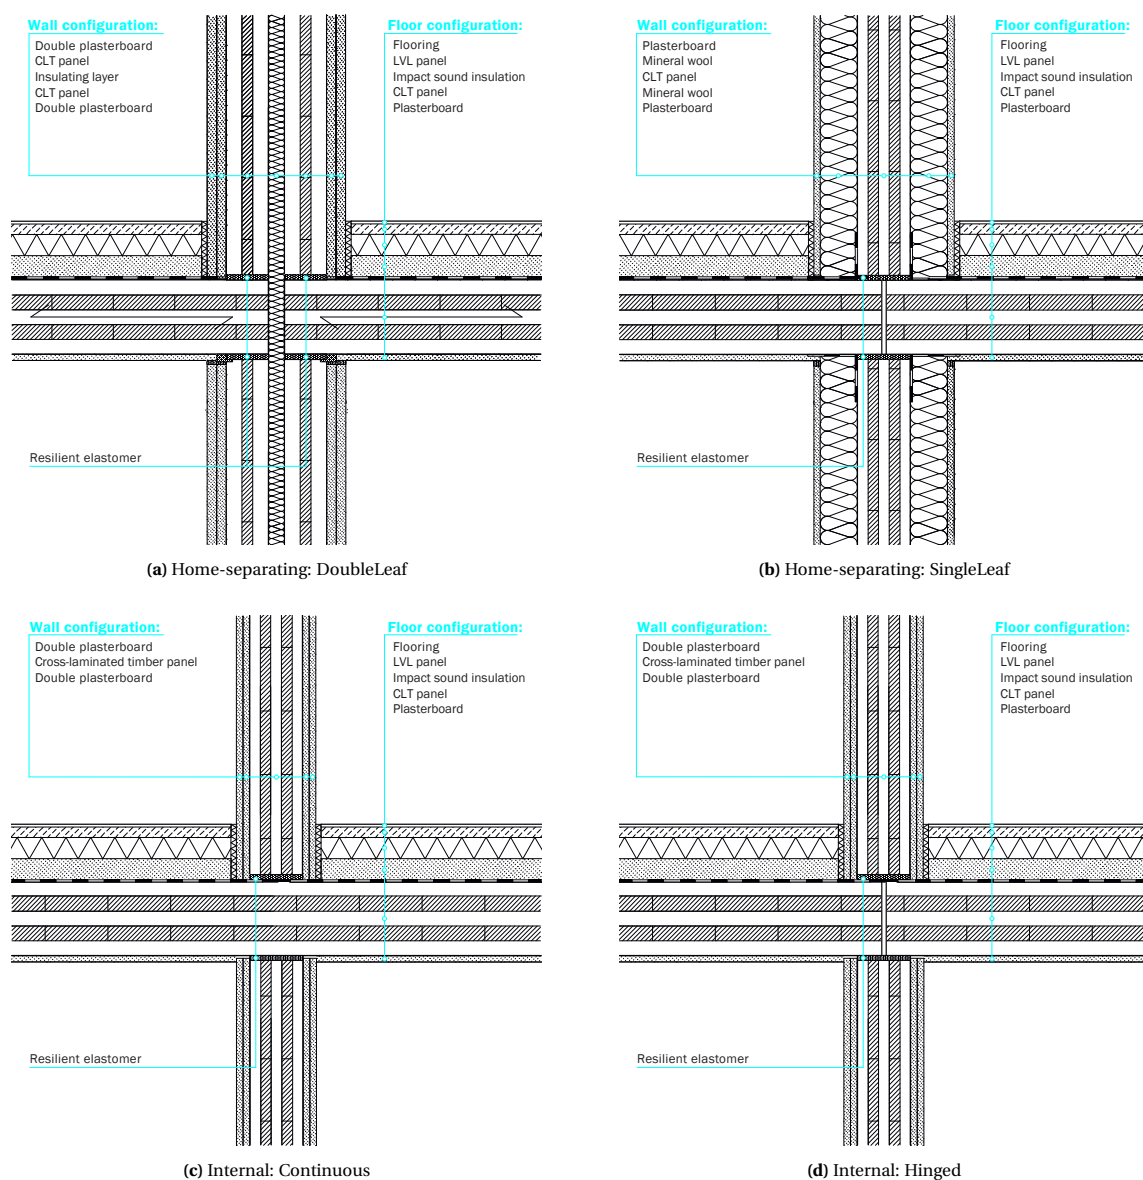 Wall configuration:
Double plasterboard
CLT panel
Insulating layer
CLT panel
Double plasterboard
Floor configuration:
Flooring
LVL panel
Impact sound insulation
CLT panel
Plasterboard
Resilient elastomer
(a) Home-separating: DoubleLeaf
Wall configuration:
Plasterboard
Mineral wool
CLT panel
Mineral wool
Plasterboard
Floor configuration:
Flooring
LVL panel
Impact sound insulation
CLT panel
Plasterboard
Resilient elastomer
(b) Home-separating: SingleLeaf
Wall configuration:
Double plasterboard
Cross-laminated timber panel
Double plasterboard
Floor configuration:
Flooring
LVL panel
Impact sound insulation
CLT panel
Plasterboard
Resilient elastomer
(c) Internal: Continuous
Wall configuration:
Double plasterboard
Cross-laminated timber panel
Double plasterboard
Floor configuration:
Flooring
LVL panel
Impact sound insulation
CLT panel
Plasterboard
Resilient elastomer
(d) Internal: Hinged